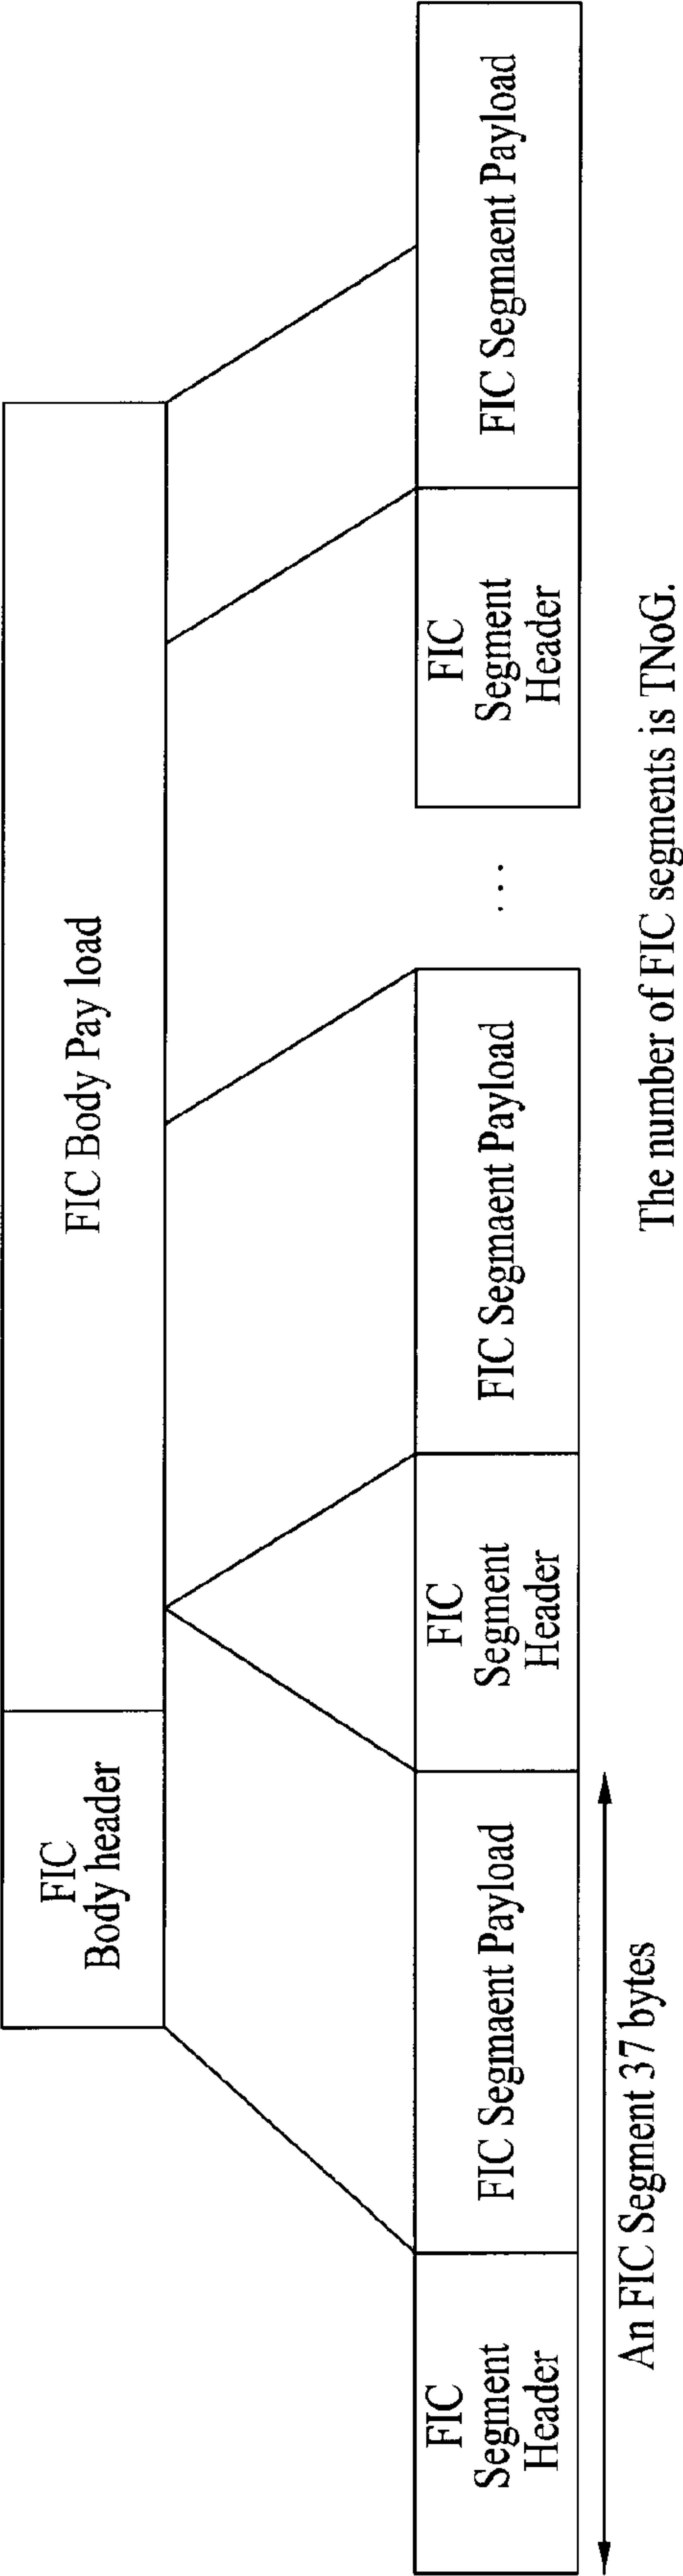 FIC
Body header
FIC Body Pay load
FIC
Segment
Header
FIC Segmaent Payload
FIC
Segment
Header
FIC Segmaent Payload
...
FIC
Segment
Header
FIC Segmaent Payload
An FIC Segment 37 bytes
The number of FIC segments is TNoG.